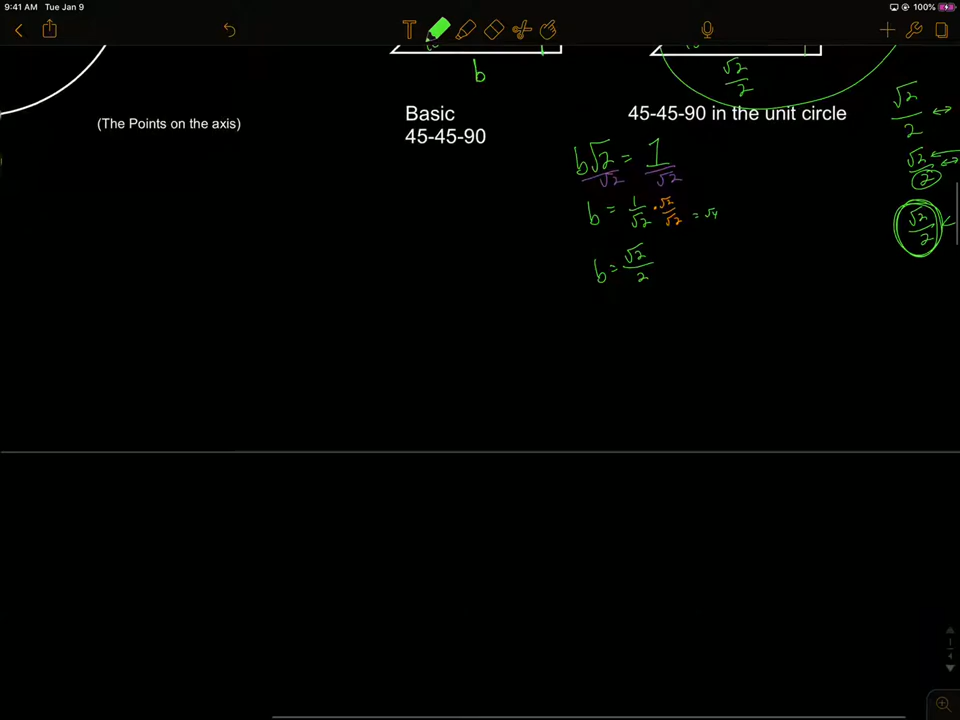 9:41 AM Tue Jan 9
100%
T
b
√2/2
(The Points on the axis)
Basic
45-45-90
45-45-90 in the unit circle
b√2/√2 = 1/√2
b = 1/√2 · √2/√2 = √4
b = √2/2
√2/2 ↔
√2/2
√2/2
1
4